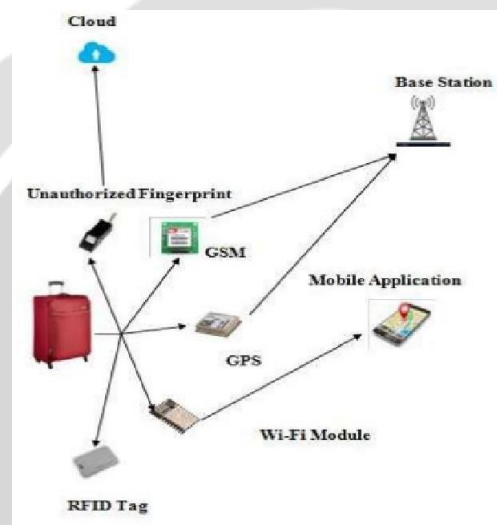 Cloud
Base Station
Unauthorized Fingerprint
GSM
Mobile Application
GPS
Wi-Fi Module
RFID Tag